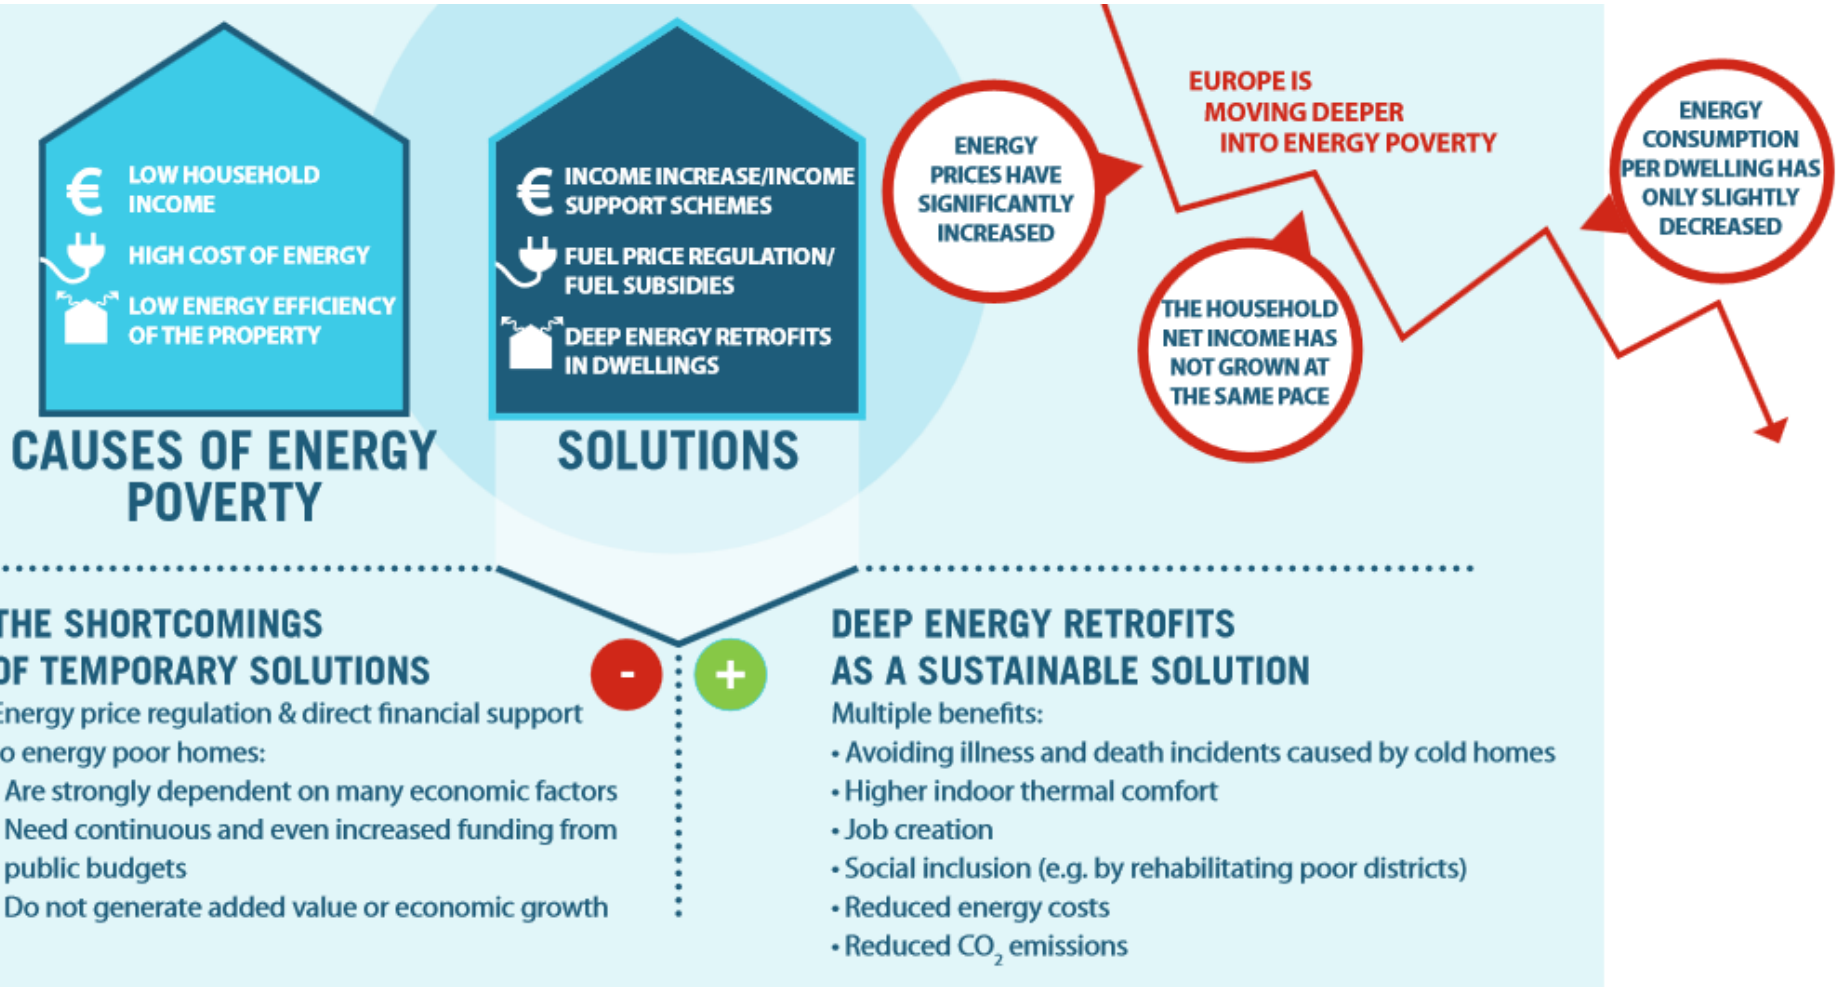 LOW HOUSEHOLD
INCOME
HIGH COST OF ENERGY
LOW ENERGY EFFICIENCY
OF THE PROPERTY
CAUSES OF ENERGY
POVERTY
INCOME INCREASE/INCOME
SUPPORT SCHEMES
FUEL PRICE REGULATION/
FUEL SUBSIDIES
DEEP ENERGY RETROFITS
IN DWELLINGS
SOLUTIONS
EUROPE IS
MOVING DEEPER
INTO ENERGY POVERTY
ENERGY
PRICES HAVE
SIGNIFICANTLY
INCREASED
THE HOUSEHOLD
NET INCOME HAS
NOT GROWN AT
THE SAME PACE
ENERGY
CONSUMPTION
PER DWELLING HAS
ONLY SLIGHTLY
DECREASED
THE SHORTCOMINGS
OF TEMPORARY SOLUTIONS
Energy price regulation & direct financial support
o energy poor homes:
Are strongly dependent on many economic factors
Need continuous and even increased funding from
public budgets
Do not generate added value or economic growth
-
+
DEEP ENERGY RETROFITS
AS A SUSTAINABLE SOLUTION
Multiple benefits:
• Avoiding illness and death incidents caused by cold homes
• Higher indoor thermal comfort
• Job creation
• Social inclusion (e.g. by rehabilitating poor districts)
• Reduced energy costs
• Reduced CO₂ emissions